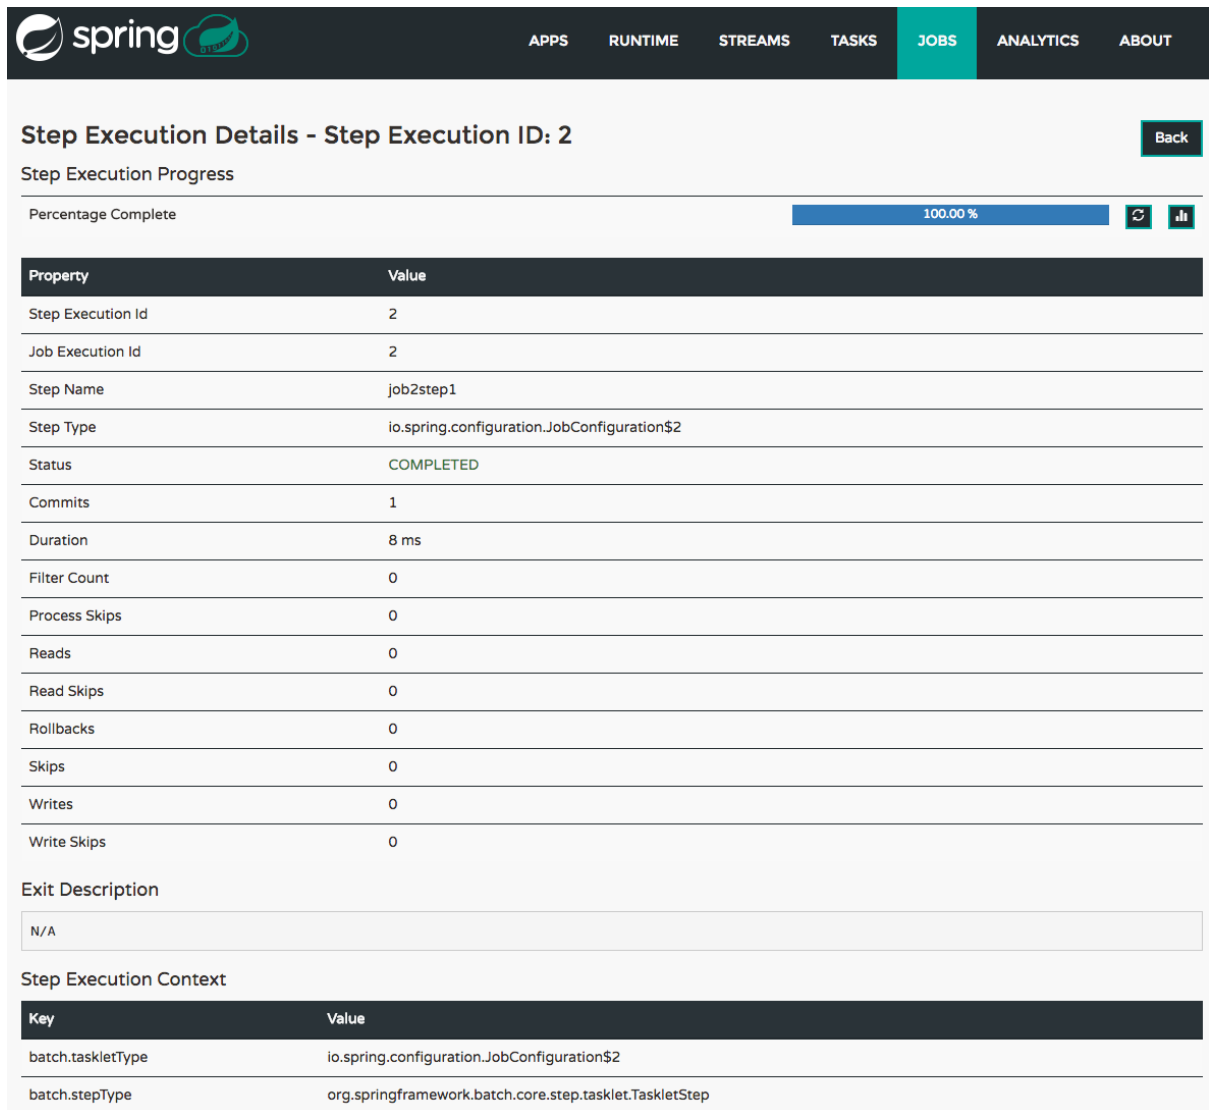 spring
APPS RUNTIME STREAMS TASKS JOBS ANALYTICS ABOUT
Step Execution Details - Step Execution ID: 2
Back
Step Execution Progress
Percentage Complete 100.00 %
Property Value
Step Execution Id 2
Job Execution Id 2
Step Name job2step1
Step Type io.spring.configuration.JobConfiguration$2
Status COMPLETED
Commits 1
Duration 8 ms
Filter Count 0
Process Skips 0
Reads 0
Read Skips 0
Rollbacks 0
Skips 0
Writes 0
Write Skips 0
Exit Description
N/A
Step Execution Context
Key Value
batch.taskletType io.spring.configuration.JobConfiguration$2
batch.stepType org.springframework.batch.core.step.tasklet.TaskletStep